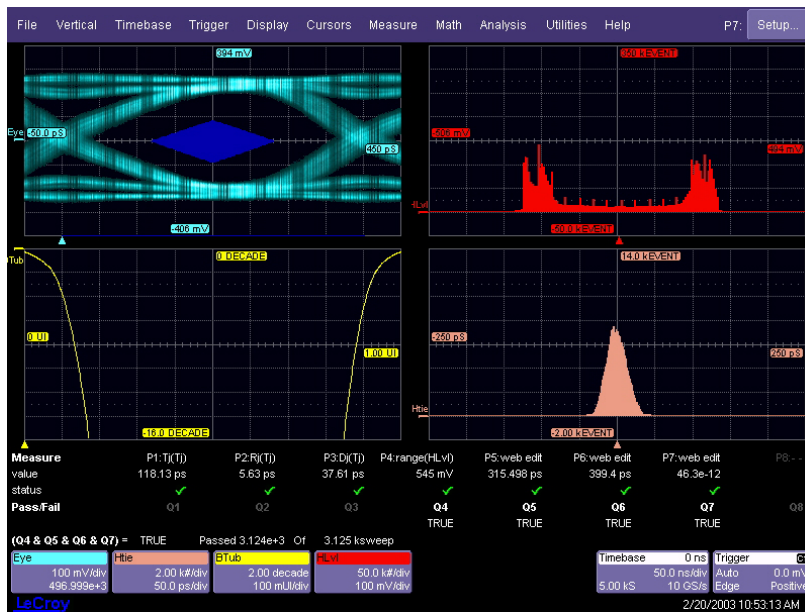 File Vertical Timebase Trigger Display Cursors Measure Math Analysis Utilities Help P7: Setup...
394 mV
350 kEVENT
Eye
-50.0 pS
450 pS
-506 mV
494 mV
HLvl
-406 mV
-50.0 kEVENT
BTub
0 DECADE
14.0 kEVENT
0 UI
1.00 UI
-250 pS
250 pS
Htie
-16.0 DECADE
-2.00 kEVENT
Measure P1:Tj(Tj) P2:Rj(Tj) P3:Dj(Tj) P4:range(HLvl) P5:web edit P6:web edit P7:web edit P8:- -
value 118.13 ps 5.63 ps 37.61 ps 545 mV 315.498 ps 399.4 ps 46.3e-12
status
Pass/Fail Q1 Q2 Q3 Q4 Q5 Q6 Q7 Q8
TRUE TRUE TRUE TRUE
(Q4 & Q5 & Q6 & Q7) = TRUE Passed 3.124e+3 Of 3.125 ksweep
Eye
100 mV/div
496.999e+3
Htie
2.00 k#/div
50.0 ps/div
BTub
2.00 decade
100 mUI/div
HLvl
50.0 k#/div
100 mV/div
Timebase 0 ns
50.0 ns/div
5.00 kS 10 GS/s
Trigger
Auto 0.0 m
Edge Positive
LeCroy
2/20/2003 10:53:13 AM